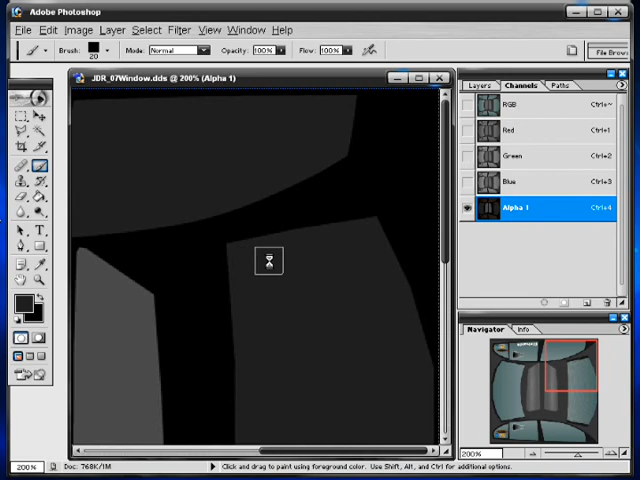 Adobe Photoshop
File Edit Image Layer Select Filter View Window Help
Brush: 20 Mode: Normal Opacity: 100% Flow: 100% File Brows
JDR_07Window.dds @ 200% (Alpha 1)
Layers Channels Paths
RGB Ctrl+~
Red Ctrl+1
Green Ctrl+2
Blue Ctrl+3
Alpha 1 Ctrl+4
Navigator Info
200%
200% Doc: 768K/1M Click and drag to paint using foreground color. Use Shift, Alt, and Ctrl for additional options.